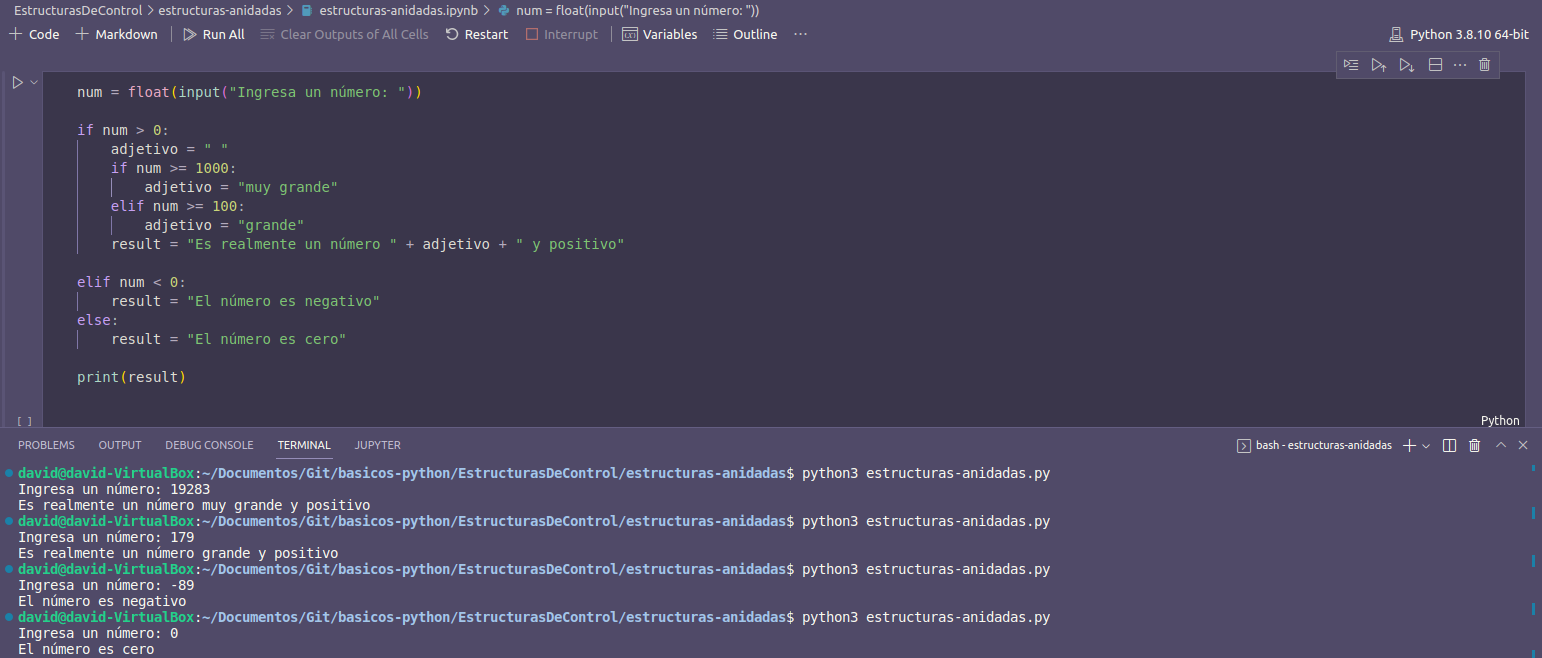 EstructurasDeControl > estructuras-anidadas > estructuras-anidadas.ipynb > num = float(input("Ingresa un número: "))
Code Markdown Run All Clear Outputs of All Cells Restart Interrupt Variables Outline ··· Python 3.8.10 64-bit
num = float(input("Ingresa un número: "))
if num > 0:
    adjetivo = " "
    if num >= 1000:
        adjetivo = "muy grande"
    elif num >= 100:
        adjetivo = "grande"
    result = "Es realmente un número " + adjetivo + " y positivo"
elif num < 0:
    result = "El número es negativo"
else:
    result = "El número es cero"
print(result)
[ ] Python
PROBLEMS OUTPUT DEBUG CONSOLE TERMINAL JUPYTER bash - estructuras-anidadas
david@david-VirtualBox:~/Documentos/Git/basicos-python/EstructurasDeControl/estructuras-anidadas$ python3 estructuras-anidadas.py
Ingresa un número: 19283
Es realmente un número muy grande y positivo
david@david-VirtualBox:~/Documentos/Git/basicos-python/EstructurasDeControl/estructuras-anidadas$ python3 estructuras-anidadas.py
Ingresa un número: 179
Es realmente un número grande y positivo
david@david-VirtualBox:~/Documentos/Git/basicos-python/EstructurasDeControl/estructuras-anidadas$ python3 estructuras-anidadas.py
Ingresa un número: -89
El número es negativo
david@david-VirtualBox:~/Documentos/Git/basicos-python/EstructurasDeControl/estructuras-anidadas$ python3 estructuras-anidadas.py
Ingresa un número: 0
El número es cero